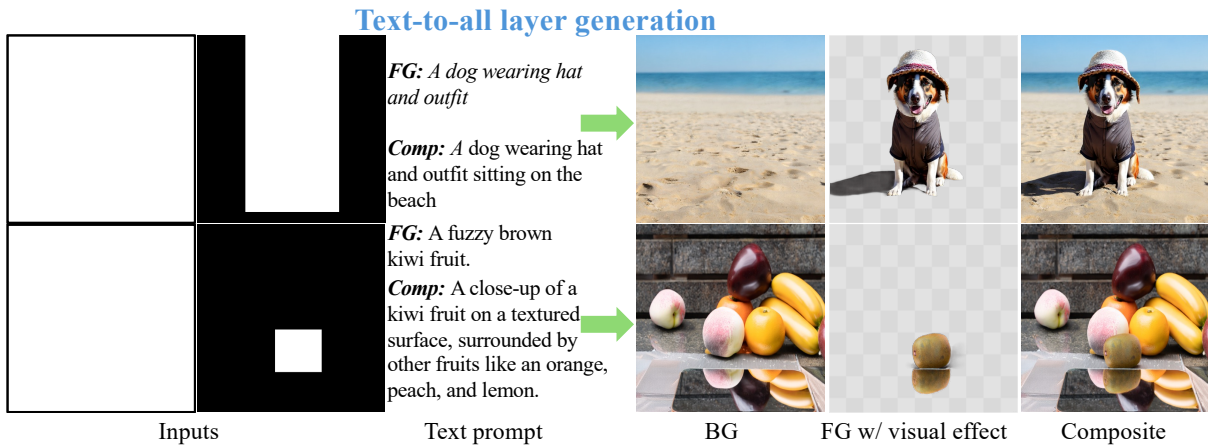 Text-to-all layer generation
FG: A dog wearing hat
and outfit
Comp: A dog wearing hat
and outfit sitting on the
beach
FG: A fuzzy brown
kiwi fruit.
Comp: A close-up of a
kiwi fruit on a textured
surface, surrounded by
other fruits like an orange,
peach, and lemon.
Inputs
Text prompt
BG
FG w/ visual effect
Composite